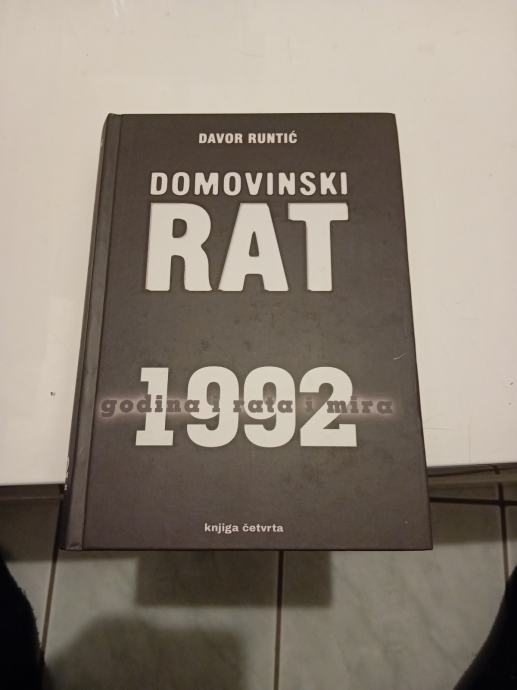 DAVOR RUNTIĆ
DOMOVINSKI
RAT
1992
godina i rata i mira
knjiga četvrta